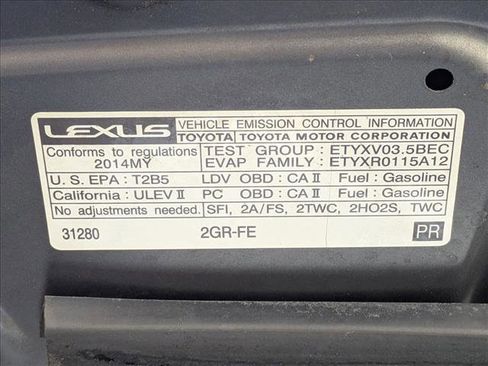 LEXUS VEHICLE EMISSION CONTROL INFORMATION
TOYOTA TOYOTA MOTOR CORPORATION
Conforms to regulations TEST GROUP : ETYXV03.5BEC
2014MY EVAP FAMILY : ETYXR0115A12
U. S. EPA : T2B5 LDV OBD : CA II Fuel : Gasoline
California : ULEV II PC OBD : CA II Fuel : Gasoline
No adjustments needed. SFI, 2A/FS, 2TWC, 2HO2S, TWC
31280 2GR-FE PR